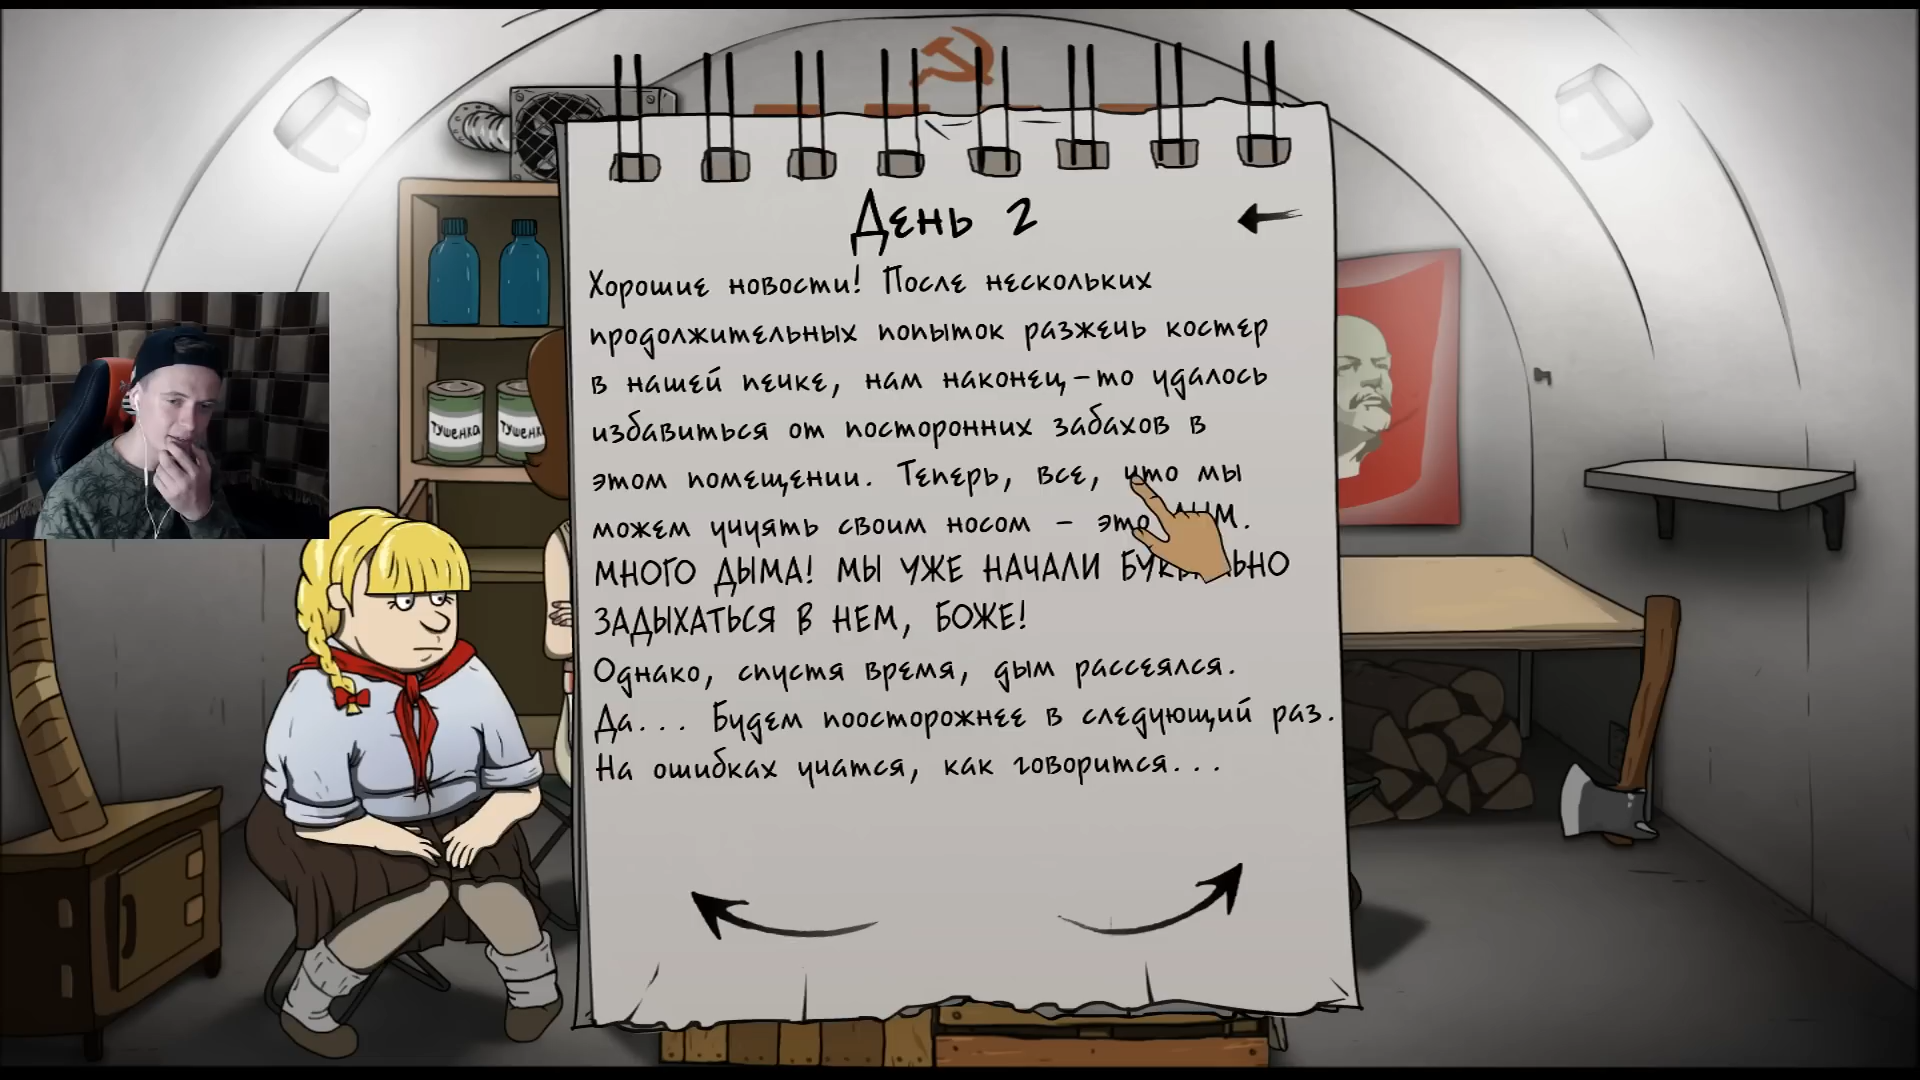 День 2
Хорошие новости! После нескольких
продолжительных попыток разжечь костер
в нашей печке, нам наконец-то удалось
избавиться от посторонних забахов в
этом помещении. Теперь, все, что мы
можем учуять своим носом - это
МНОГО ДЫМА! МЫ УЖЕ НАЧАЛИ
ЗАДЫХАТЬСЯ В НЕМ, БОЖЕ!
Однако, спустя время, дым рассеялся.
Да... Будем поосторожнее в следующий раз.
На ошибках учатся, как говорится...
тушенка
тушенка